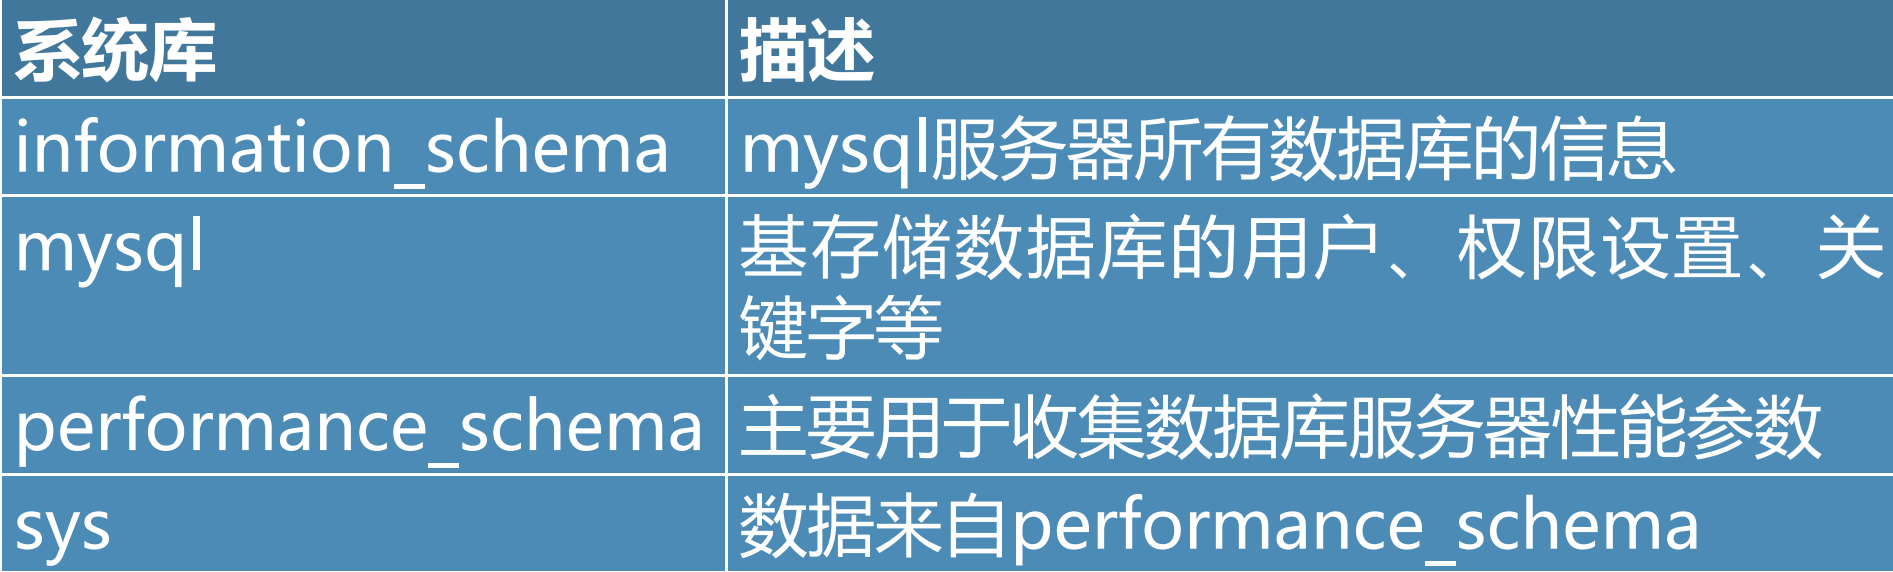 系统库
描述
information_schema
mysql服务器所有数据库的信息
mysql
基存储数据库的用户、权限设置、关
键字等
performance_schema
主要用于收集数据库服务器性能参数
sys
数据来自performance_schema